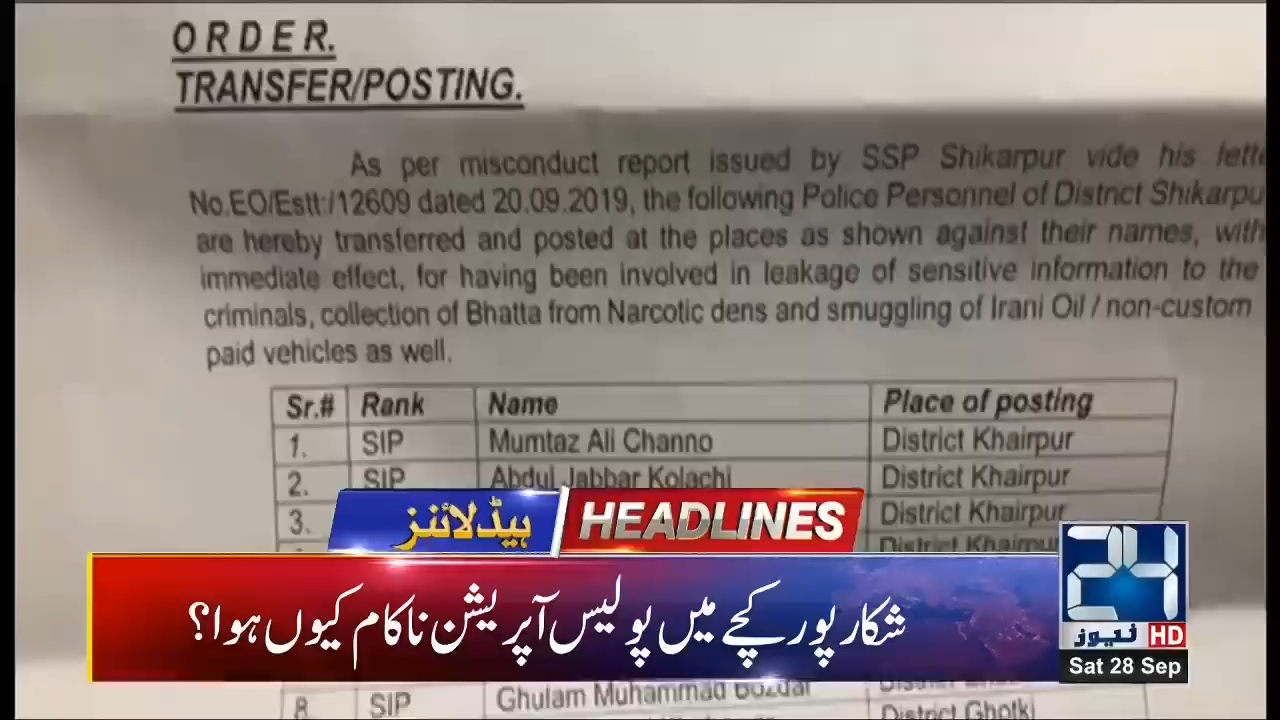 ORDER.
TRANSFER/POSTING.
As per misconduct report issued by SSP Shikarpur vide his
No.EO/Estt:/12609 dated 20.09.2019, the following Police Personnel of District
are hereby transferred and posted at the places as shown against their names, with
immediate effect, for having been involved in leakage of sensitive information to the
criminals, collection of Bhatta from Narcotic dens and smuggling of Irani Oil / non-custom
paid vehicles as well.
Sr.# Rank Name Place of posting
1. SIP Mumtaz Ali Channo District Khairpur
2. SIP Abdul Jabbar Kolachi District Khairpur
3. District Khairpur
District Khairpur
ہیڈلائنز HEADLINES
شکارپور کچے میں پولیس آپریشن ناکام کیوں ہوا؟
24
نیوز HD
Sat 28 Sep
8. SIP Ghulam Muhammad Bozdar
District Ghotki